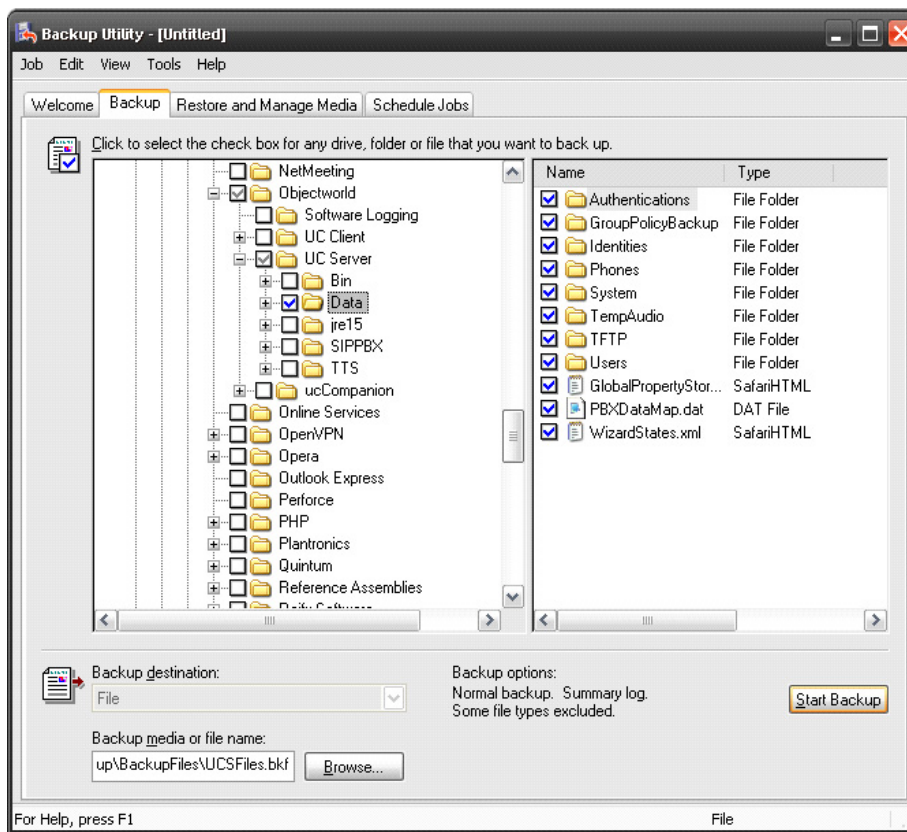 Backup Utility - [Untitled]
Job Edit View Tools Help
Welcome Backup Restore and Manage Media Schedule Jobs
Click to select the check box for any drive, folder or file that you want to back up.
NetMeeting
Objectworld
Software Logging
UC Client
UC Server
Bin
Data
jre15
SIPPBX
TTS
ucCompanion
Online Services
OpenVPN
Opera
Outlook Express
Perforce
PHP
Plantronics
Quintum
Reference Assemblies
Name Type
Authentications File Folder
GroupPolicyBackup File Folder
Identities File Folder
Phones File Folder
System File Folder
TempAudio File Folder
TFTP File Folder
Users File Folder
GlobalPropertyStor... SafariHTML
PBXDataMap.dat DAT File
WizardStates.xml SafariHTML
Backup destination:
File
Backup media or file name:
up\BackupFiles\UCSFiles.bkf
Browse...
Backup options:
Normal backup. Summary log.
Some file types excluded.
Start Backup
For Help, press F1
File